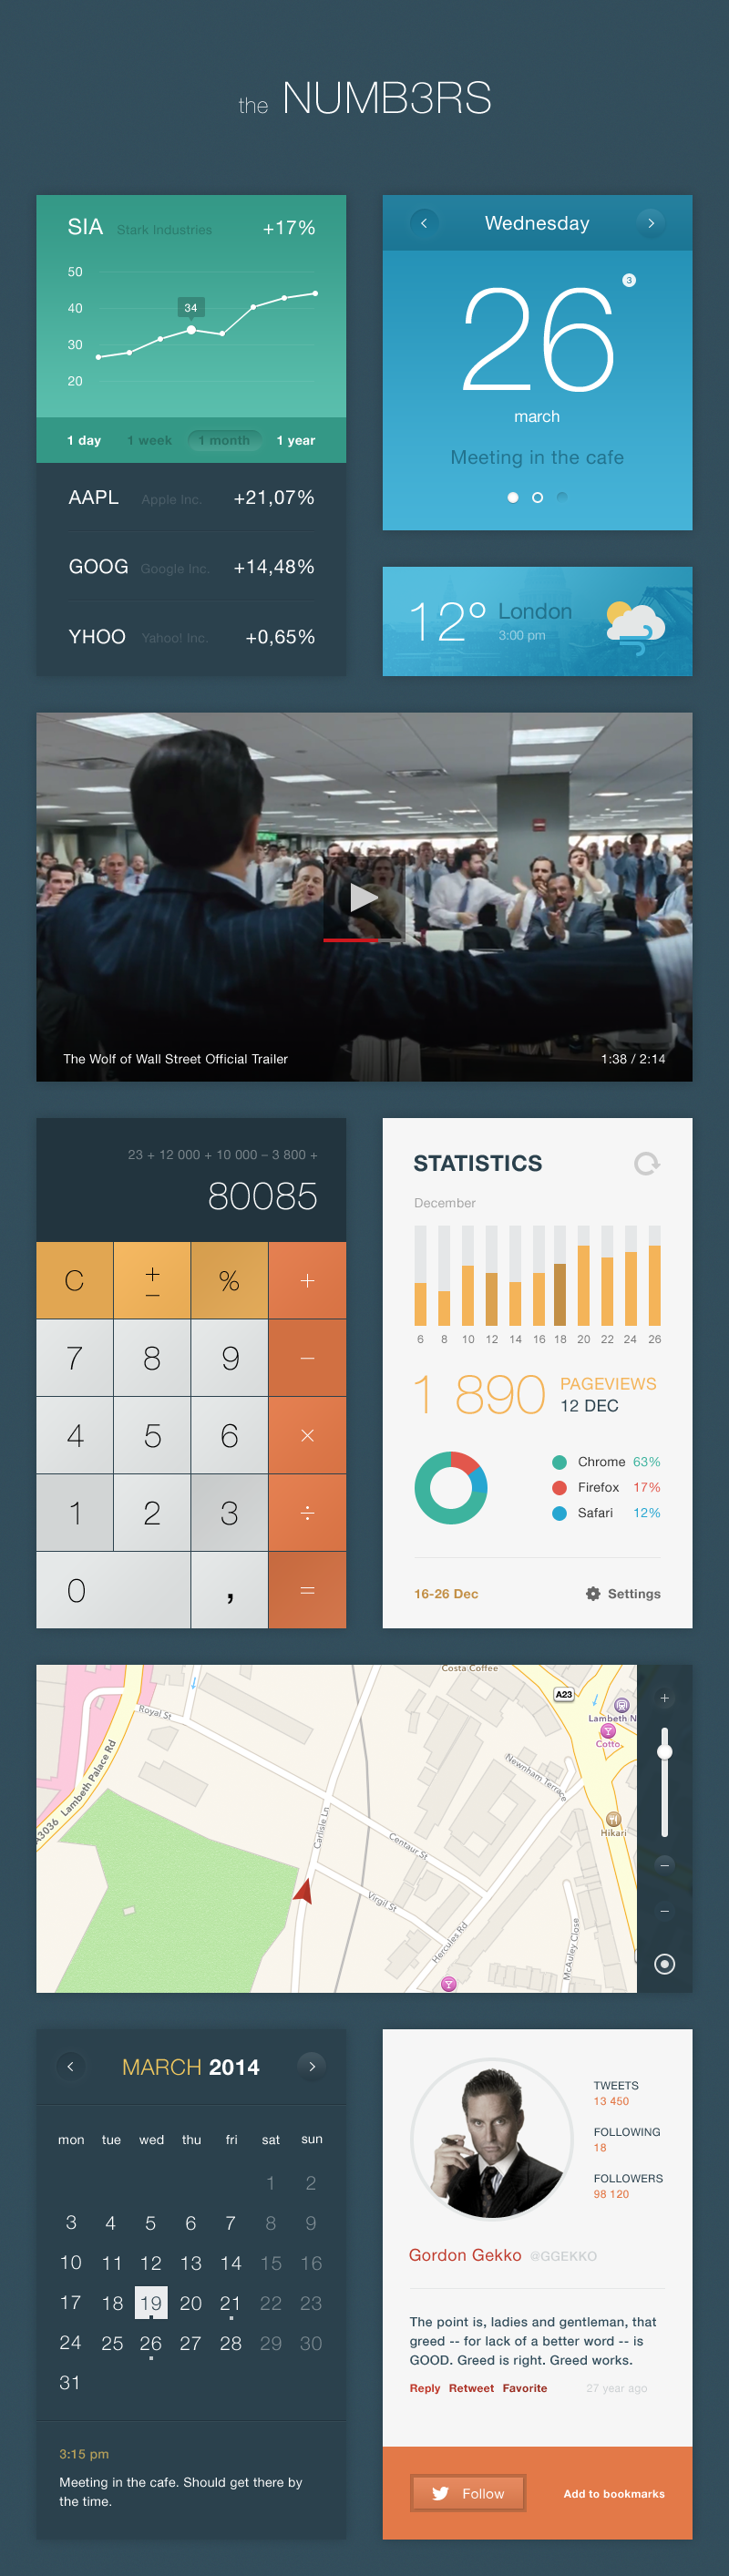 the NUMB3RS
SIA Stark Industries +17%
50
40
34
30
20
1 day 1 week 1 month 1 year
AAPL Apple Inc. +21,07%
GOOG Google Inc. +14,48%
YHOO Yahoo! Inc. +0,65%
Wednesday
26 3
march
Meeting in the cafe
12° London
3:00 pm
The Wolf of Wall Street Official Trailer 1:38 / 2:14
23 + 12 000 + 10 000 – 3 800 +
80085
C ± % +
7 8 9 −
4 5 6 ×
1 2 3 ÷
0 , =
STATISTICS
December
6 8 10 12 14 16 18 20 22 24 26
1 890 PAGEVIEWS
12 DEC
Chrome 63%
Firefox 17%
Safari 12%
16-26 Dec Settings
Costa Coffee
A23
Royal St
Lambeth N
Cotto
A3036 Lambeth Palace Rd
Newnham Terrace
Carlisle Ln
Hikari
Centaur St
Virgil St
Hercules Rd
McAuley Close
MARCH 2014
mon tue wed thu fri sat sun
1 2
3 4 5 6 7 8 9
10 11 12 13 14 15 16
17 18 19 20 21 22 23
24 25 26 27 28 29 30
31
3:15 pm
Meeting in the cafe. Should get there by
the time.
TWEETS
13 450
FOLLOWING
18
FOLLOWERS
98 120
Gordon Gekko @GGEKKO
The point is, ladies and gentleman, that
greed -- for lack of a better word -- is
GOOD. Greed is right. Greed works.
Reply Retweet Favorite 27 year ago
Follow Add to bookmarks